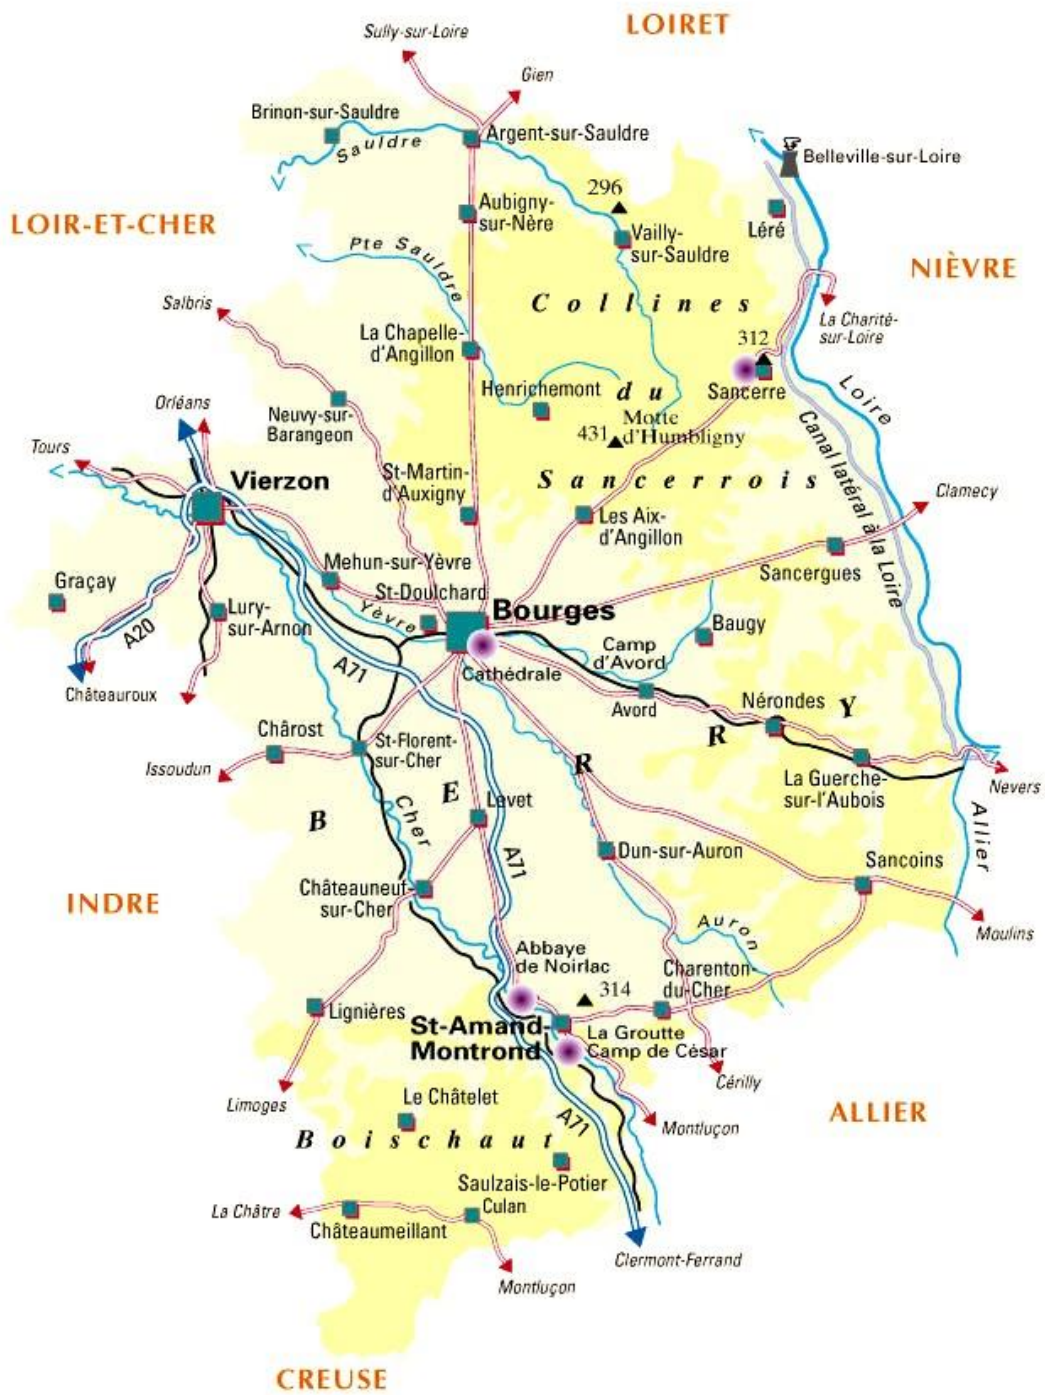 LOIRET
Sully-sur-Loire
Gien
Brinon-sur-Sauldre
Sauldre
Argent-sur-Sauldre
Belleville-sur-Loire
296
Aubigny-
sur-Nère
LOIR-ET-CHER
Vailly-
sur-Sauldre
Léré
Pte Sauldre
NIÈVRE
Collines
Salbris
La Chapelle-
d'Angillon
La Charité-
sur-Loire
312
Henrichemont
du
Sancerre
Loire
Orléans
Neuvy-sur-
Barangeon
431
Motte
d'Humbligny
Canal latéral à la Loire
Tours
Vierzon
St-Martin-
d'Auxigny
Sancerrois
Clamecy
Les Aix-
d'Angillon
Mehun-sur-Yèvre
Sancergues
Graçay
St-Doulchard
Lury-
sur-Arnon
Yèvre
Bourges
Baugy
A20
Camp
d'Avord
A71
Cathédrale
Châteauroux
Avord
Nérondes
Y
R
Chârost
St-Florent-
sur-Cher
Issoudun
R
La Guerche-
sur-l'Aubois
Nevers
E
B
Cher
Levet
Allier
A71
Dun-sur-Auron
Sancoins
INDRE
Châteauneuf-
sur-Cher
Auron
Moulins
Abbaye
de Noirlac
Charenton-
du-Cher
314
Lignières
St-Amand-
Montrond
La Groutte
Camp de César
Cérilly
Limoges
Le Châtelet
A71
Montluçon
ALLIER
Boischaut
Saulzais-le-Potier
Culan
La Châtre
Châteaumeillant
Clermont-Ferrand
Montluçon
CREUSE